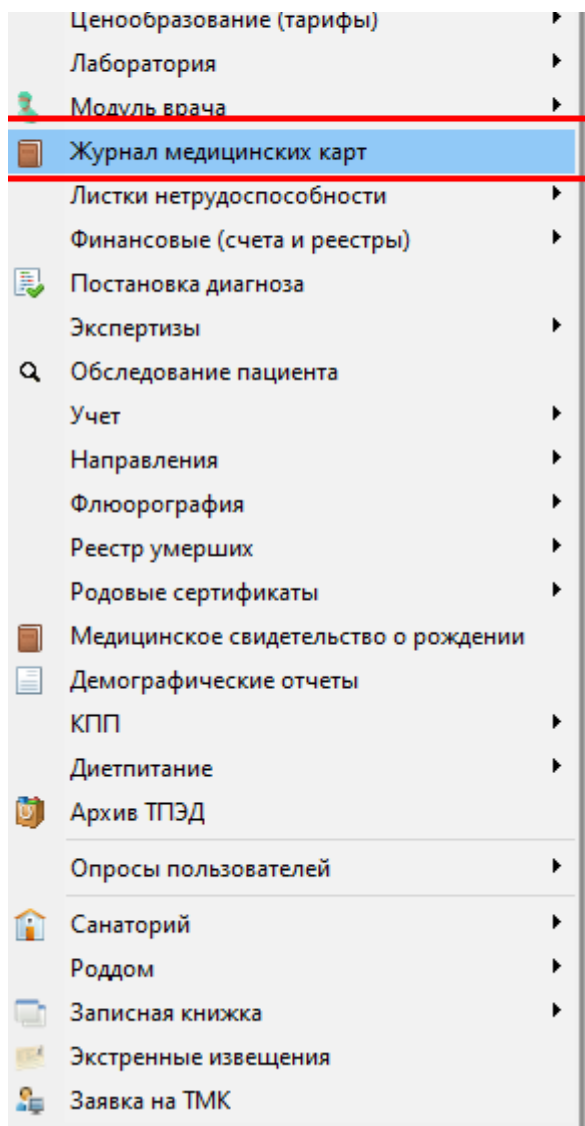 Ценообразование (тарифы)
Лаборатория
Модуль врача
Журнал медицинских карт
Листки нетрудоспособности
Финансовые (счета и реестры)
Постановка диагноза
Экспертизы
Обследование пациента
Учет
Направления
Флюорография
Реестр умерших
Родовые сертификаты
Медицинское свидетельство о рождении
Демографические отчеты
КПП
Диетпитание
Архив ТПЭД
Опросы пользователей
Санаторий
Роддом
Записная книжка
Экстренные извещения
Заявка на ТМК